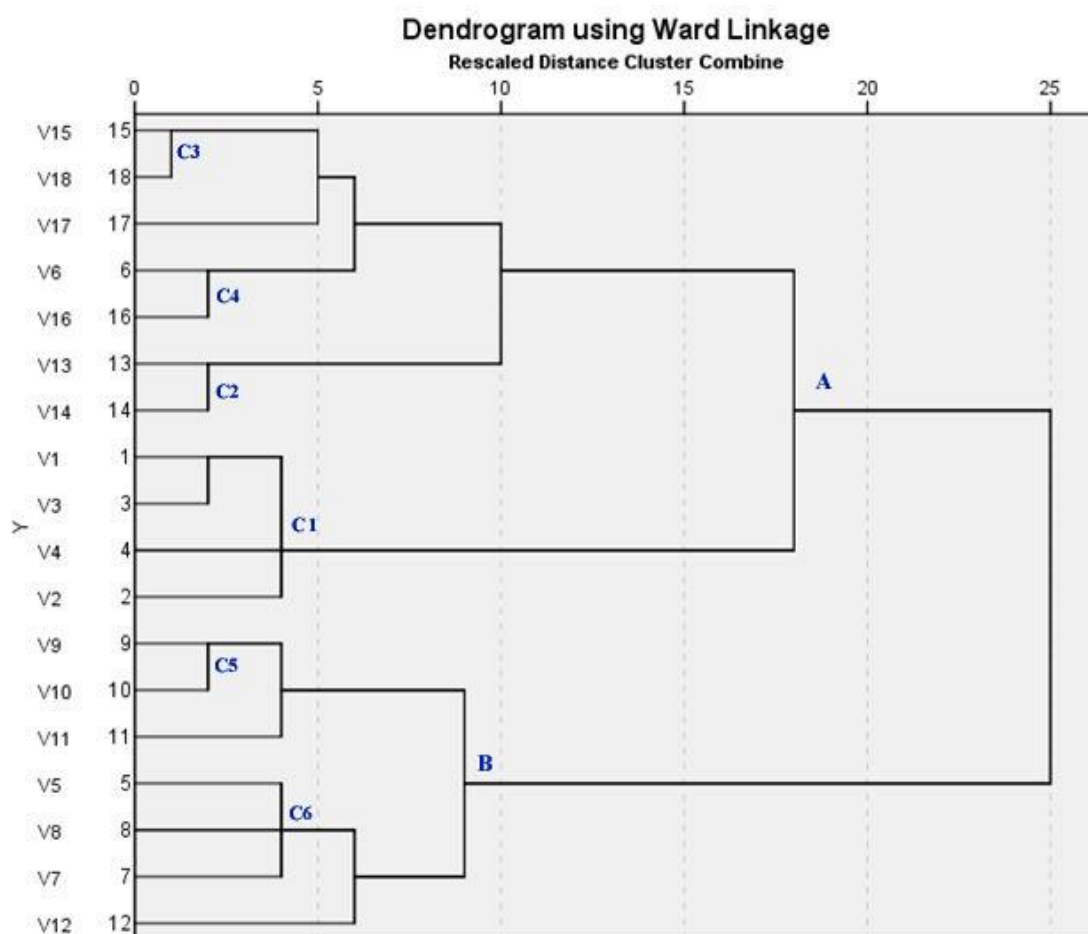 Dendrogram using Ward Linkage
Rescaled Distance Cluster Combine
0 5 10 15 20 25
V15 15
C3
V18 18
V17 17
V6 6
C4
V16 16
V13 13
C2
V14 14
A
V1 1
V3 3
C1
Y
V4 4
V2 2
V9 9
C5
V10 10
V11 11
B
V5 5
C6
V8 8
V7 7
V12 12